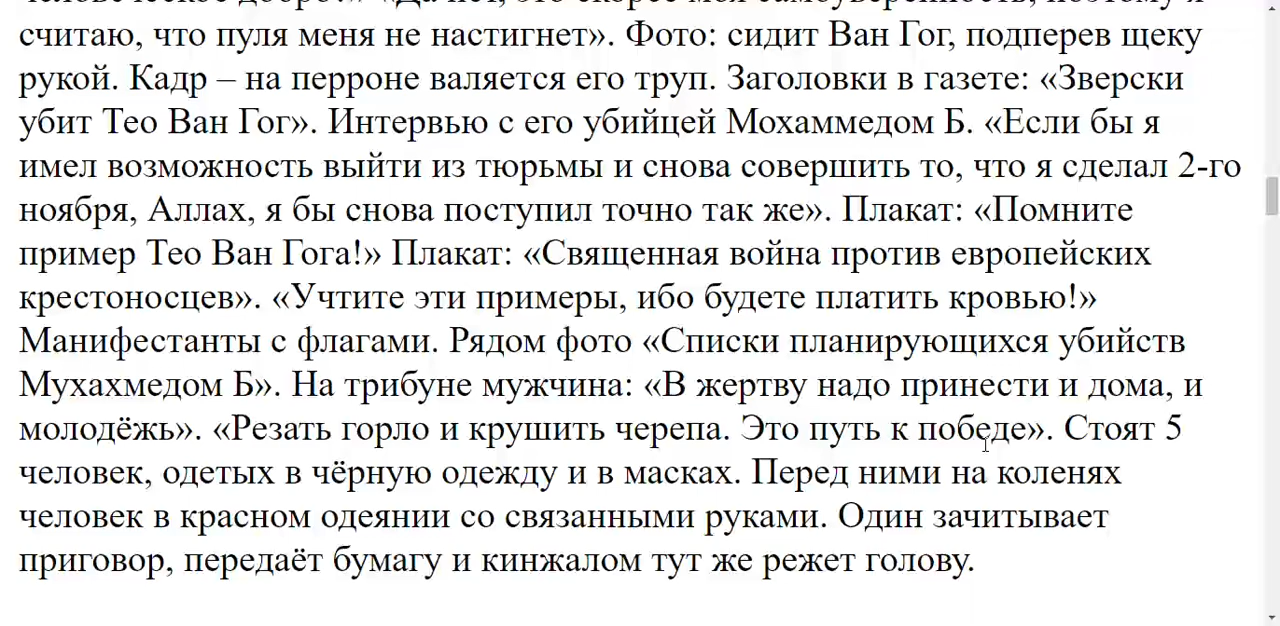 считаю, что пуля меня не настигнет». Фото: сидит Ван Гог, подперев щеку
рукой. Кадр – на перроне валяется его труп. Заголовки в газете: «Зверски
убит Тео Ван Гог». Интервью с его убийцей Мохаммедом Б. «Если бы я
имел возможность выйти из тюрьмы и снова совершить то, что я сделал 2-го
ноября, Аллах, я бы снова поступил точно так же». Плакат: «Помните
пример Тео Ван Гога!» Плакат: «Священная война против европейских
крестоносцев». «Учтите эти примеры, ибо будете платить кровью!»
Манифестанты с флагами. Рядом фото «Списки планирующихся убийств
Мухахмедом Б». На трибуне мужчина: «В жертву надо принести и дома, и
молодёжь». «Резать горло и крушить черепа. Это путь к победе». Стоят 5
человек, одетых в чёрную одежду и в масках. Перед ними на коленях
человек в красном одеянии со связанными руками. Один зачитывает
приговор, передаёт бумагу и кинжалом тут же режет голову.